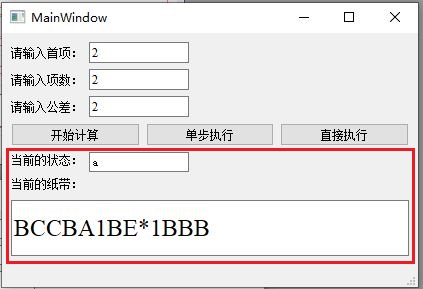 MainWindow
请输入首项： 2
请输入项数： 2
请输入公差： 2
开始计算 单步执行 直接执行
当前的状态： a
当前的纸带：
BCCBA1BE*1BBB